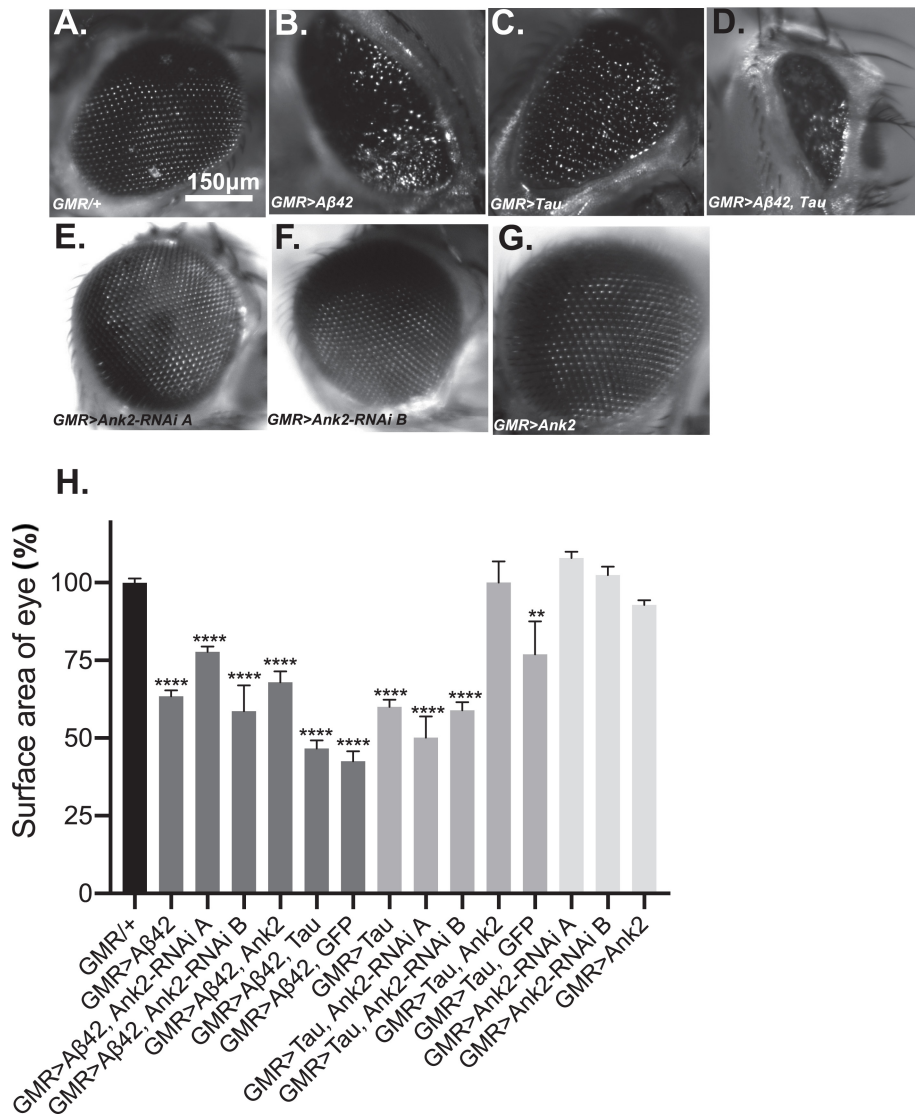 A.
B.
C.
D.
150µm
GMR/+
GMR>Aβ42
GMR>Tau
GMR>Aβ42, Tau
E.
F.
G.
GMR>Ank2-RNAi A
GMR>Ank2-RNAi B
GMR>Ank2
H.
Surface area of eye (%)
100
75
50
25
0
****
****
****
****
****
****
****
****
****
**
GMR/+
GMR>Aβ42
GMR>Aβ42, Ank2-RNAi A
GMR>Aβ42, Ank2-RNAi B
GMR>Aβ42, Ank2
GMR>Aβ42, Tau
GMR>Aβ42, GFP
GMR>Tau
GMR>Tau, Ank2-RNAi A
GMR>Tau, Ank2-RNAi B
GMR>Tau, Ank2
GMR>Tau, GFP
GMR>Ank2-RNAi A
GMR>Ank2-RNAi B
GMR>Ank2